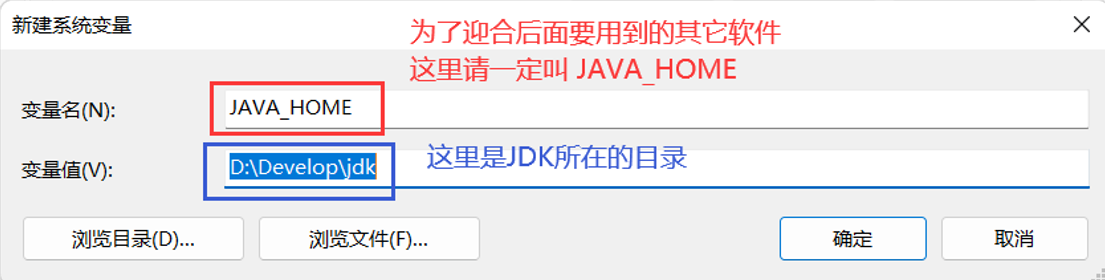 新建系统变量
为了迎合后面要用到的其它软件
这里请一定叫 JAVA_HOME
变量名(N):
JAVA_HOME
变量值(V):
D:\Develop\jdk
这里是JDK所在的目录
浏览目录(D)...
浏览文件(F)...
确定
取消